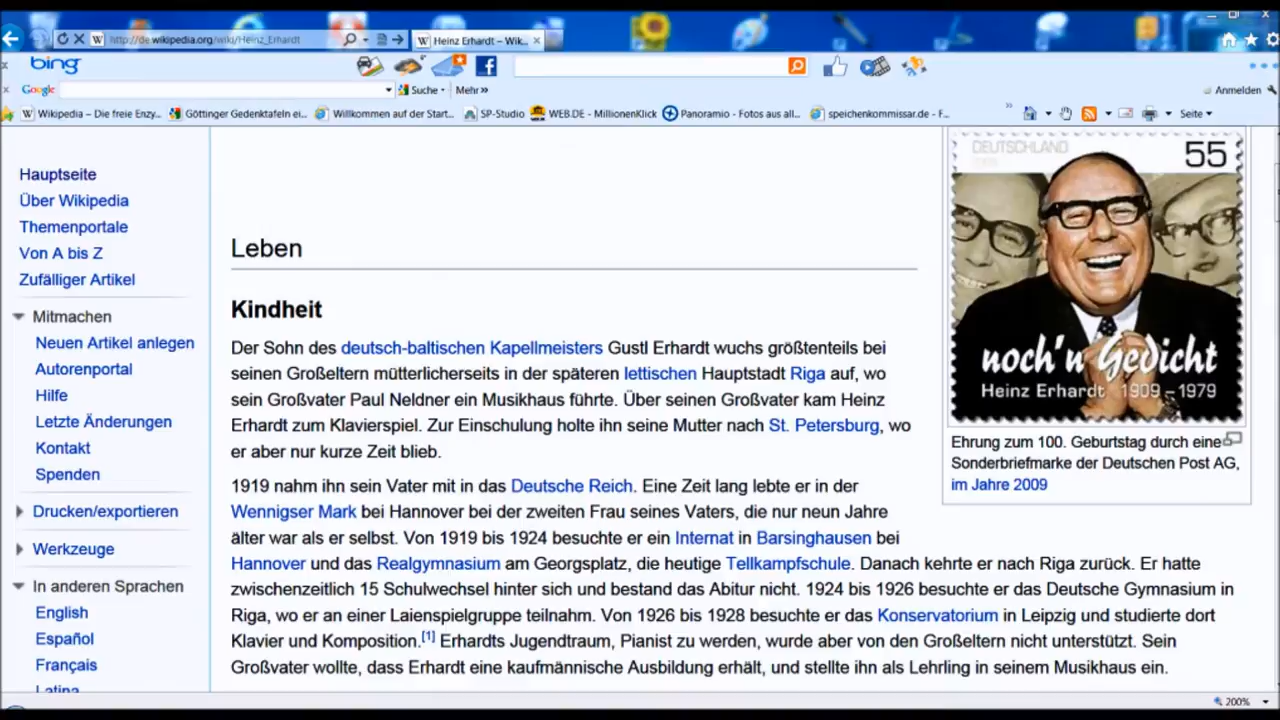 http://de.wikipedia.org/wiki/Heinz_Erhardt
Heinz Erhardt – Wik...
bing
Google
Suche
Mehr »
Anmelden
Wikipedia – Die freie Enzy...
Göttinger Gedenktafeln ei...
Willkommen auf der Start...
SP-Studio
WEB.DE - MillionenKlick
Panoramio - Fotos aus all...
speichenkommissar.de - F...
Seite
Hauptseite
Über Wikipedia
Themenportale
Von A bis Z
Zufälliger Artikel
Mitmachen
Neuen Artikel anlegen
Autorenportal
Hilfe
Letzte Änderungen
Kontakt
Spenden
Drucken/exportieren
Werkzeuge
In anderen Sprachen
English
Español
Français
Latina
Leben
Kindheit
Der Sohn des deutsch-baltischen Kapellmeisters Gustl Erhardt wuchs größtenteils bei
seinen Großeltern mütterlicherseits in der späteren lettischen Hauptstadt Riga auf, wo
sein Großvater Paul Neldner ein Musikhaus führte. Über seinen Großvater kam Heinz
Erhardt zum Klavierspiel. Zur Einschulung holte ihn seine Mutter nach St. Petersburg, wo
er aber nur kurze Zeit blieb.
1919 nahm ihn sein Vater mit in das Deutsche Reich. Eine Zeit lang lebte er in der
Wennigser Mark bei Hannover bei der zweiten Frau seines Vaters, die nur neun Jahre
älter war als er selbst. Von 1919 bis 1924 besuchte er ein Internat in Barsinghausen bei
Hannover und das Realgymnasium am Georgsplatz, die heutige Tellkampfschule. Danach kehrte er nach Riga zurück. Er hatte
zwischenzeitlich 15 Schulwechsel hinter sich und bestand das Abitur nicht. 1924 bis 1926 besuchte er das Deutsche Gymnasium in
Riga, wo er an einer Laienspielgruppe teilnahm. Von 1926 bis 1928 besuchte er das Konservatorium in Leipzig und studierte dort
Klavier und Komposition.[1] Erhardts Jugendtraum, Pianist zu werden, wurde aber von den Großeltern nicht unterstützt. Sein
Großvater wollte, dass Erhardt eine kaufmännische Ausbildung erhält, und stellte ihn als Lehrling in seinem Musikhaus ein.
DEUTSCHLAND
55
noch'n Gedicht
Heinz Erhardt 1909 – 1979
Ehrung zum 100. Geburtstag durch eine
Sonderbriefmarke der Deutschen Post AG,
im Jahre 2009
200%